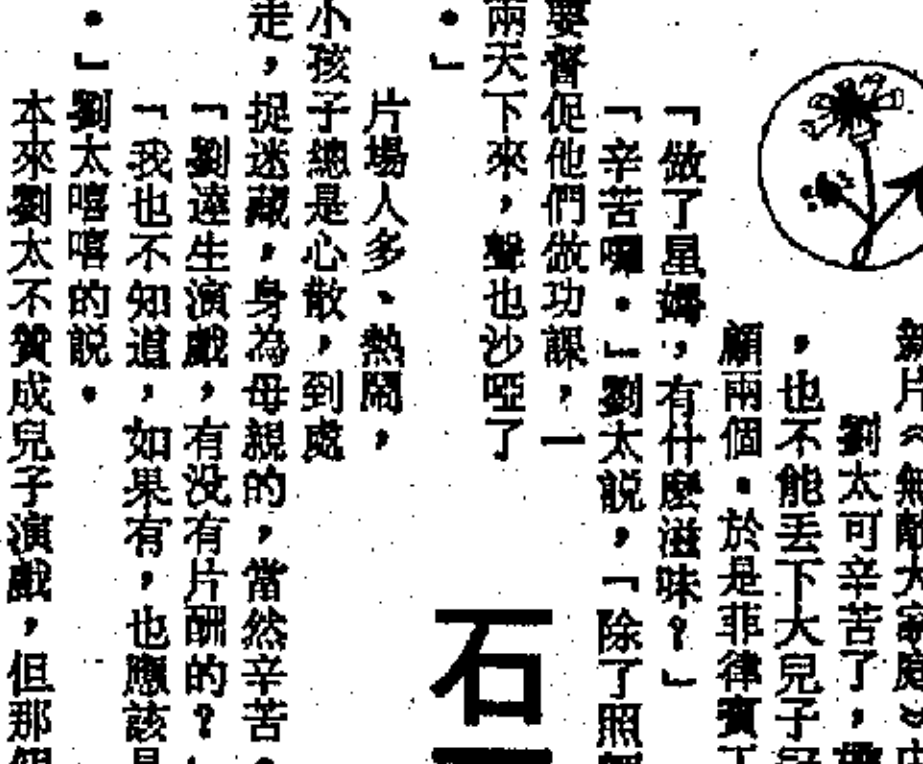 新片《無敵大家庭》
劉太可辛苦了，
，也不能丟下大兒子
顧兩個。於是菲律賓
「做了星媽，有什麼滋味？」
「辛苦囉。」劉太説，「除了照
要督促他們做功課，一
兩天下來，聲也沙啞了
。」
石
片場人多、熱鬧，
小孩子總是心散，到處
走，捉迷藏，身為母親的，當然辛苦。
「劉達生演戲，有没有片酬的？」
「我也不知道，如果有，也應該是
。」劉太嘻嘻的説。
本來劉太不贊成兒子演戲，但那